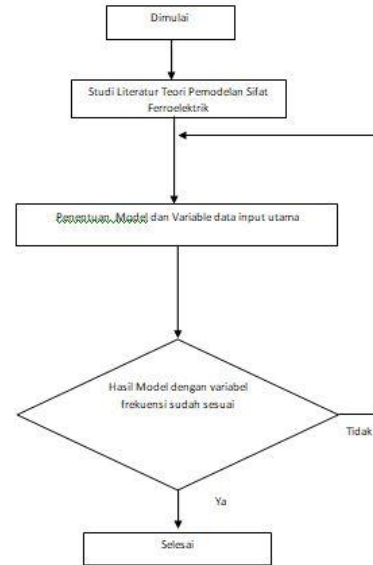 Dimulai
Studi Literatur Teori Pemodelan Sifat
Ferroelektrik
Penentuan Model dan Variable data input utama
Hasil Model dengan variabel
frekuensi sudah sesuai
Tidak
Ya
Selesai